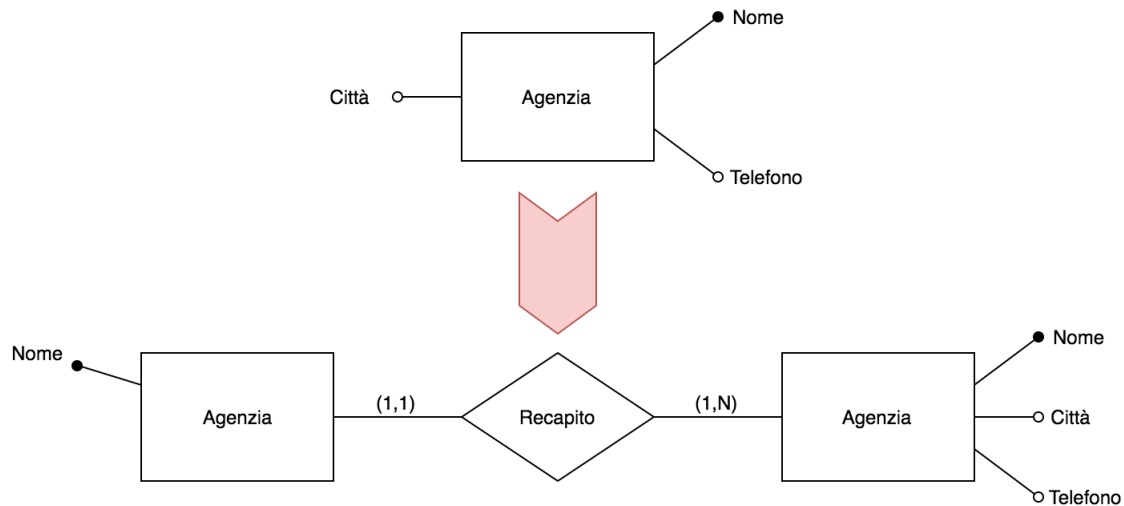 Nome
Città
Agenzia
Telefono
Nome
Agenzia
(1,1)
Recapito
(1,N)
Agenzia
Nome
Città
Telefono